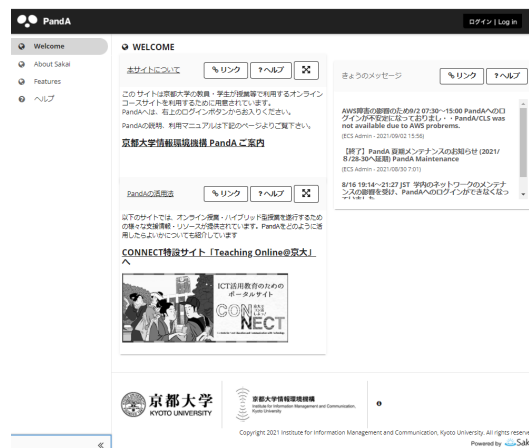 PandA
ログイン | Log in
Welcome
About Sakai
Features
ヘルプ
WELCOME
本サイトについて
リンク
?ヘルプ
この サイトは京都大学の教員・学生が授業等で利用するオンライン
コースサイトを利用するために用意されています。
PandAへは、右上のログインボタンからお入りください。
PandAの説明、利用マニュアルは下記のページよりご覧下さい。
京都大学情報環境機構 PandA ご案内
PandAの活用法
リンク
?ヘルプ
以下のサイトでは、オンライン授業・ハイブリッド型授業を遂行するため
の様々な支援情報・リソースが提供されています。PandAをどのように活
用したらよいかについても紹介しています
CONNECT特設サイト「Teaching Online@京大」
へ
ICT活用教育のための
ポータルサイト
CONNECT
きょうのメッセージ
リンク
?ヘルプ
AWS障害の影響のため9/2 07:30～15:00 PandAへのロ
グインが不安定になっておりまし・・PandA/CLS was
not available due to AWS probrems.
(ECS Admin - 2021/09/02 15:56)
【終了】PandA 夏期メンテナンスのお知らせ (2021/
8/28-30へ延期) PandA Maintenance
(ECS Admin - 2021/08/30 7:01)
8/16 19:14～21:27 JST 学内のネットワークのメンテナ
ンスの影響を受け、PandAへのログインができなくなっ
ていました
京都大学
KYOTO UNIVERSITY
京都大学情報環境機構
Institute for Information Management and Communication,
Kyoto University
Copyright 2021 Institute for Information Management and Communication, Kyoto University. All rights reserve
Powered by Sak
«